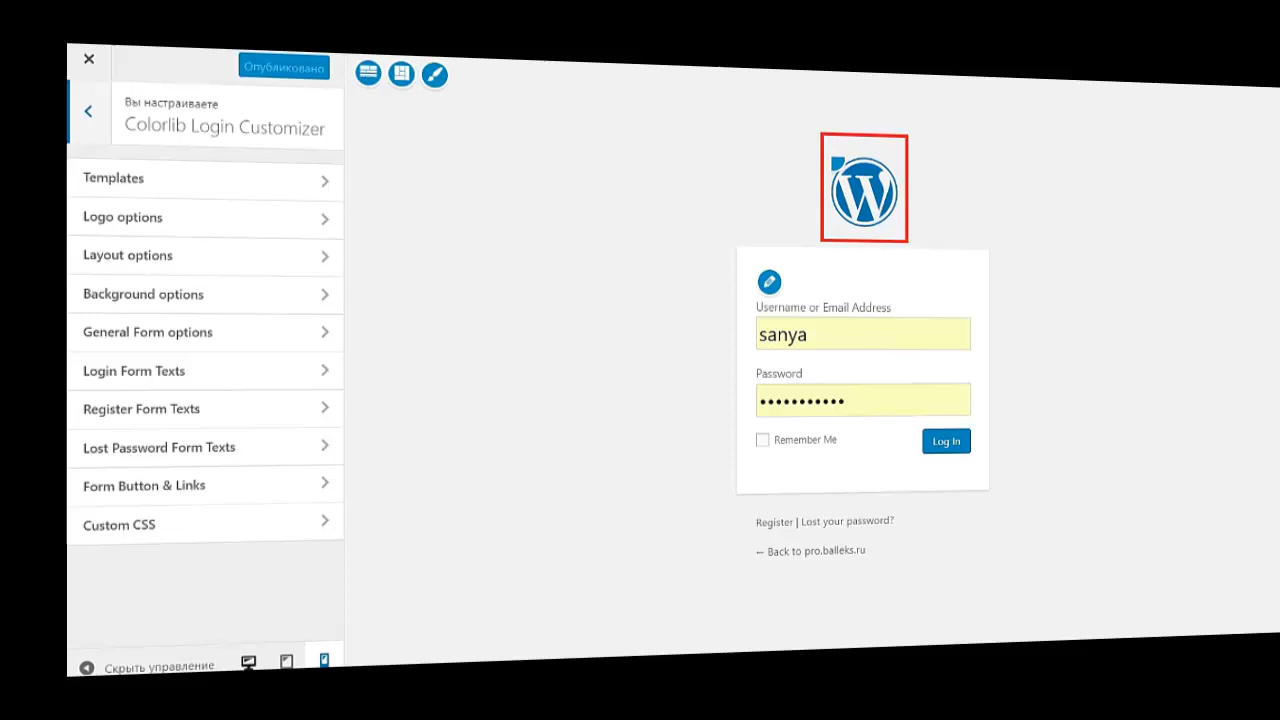 Опубликовано
Вы настраиваете
Colorlib Login Customizer
Templates
Logo options
Layout options
Background options
General Form options
Login Form Texts
Register Form Texts
Lost Password Form Texts
Form Button & Links
Custom CSS
Скрыть управление
Username or Email Address
sanya
Password
•••••••••••
Remember Me
Log In
Register | Lost your password?
← Back to pro.balleks.ru